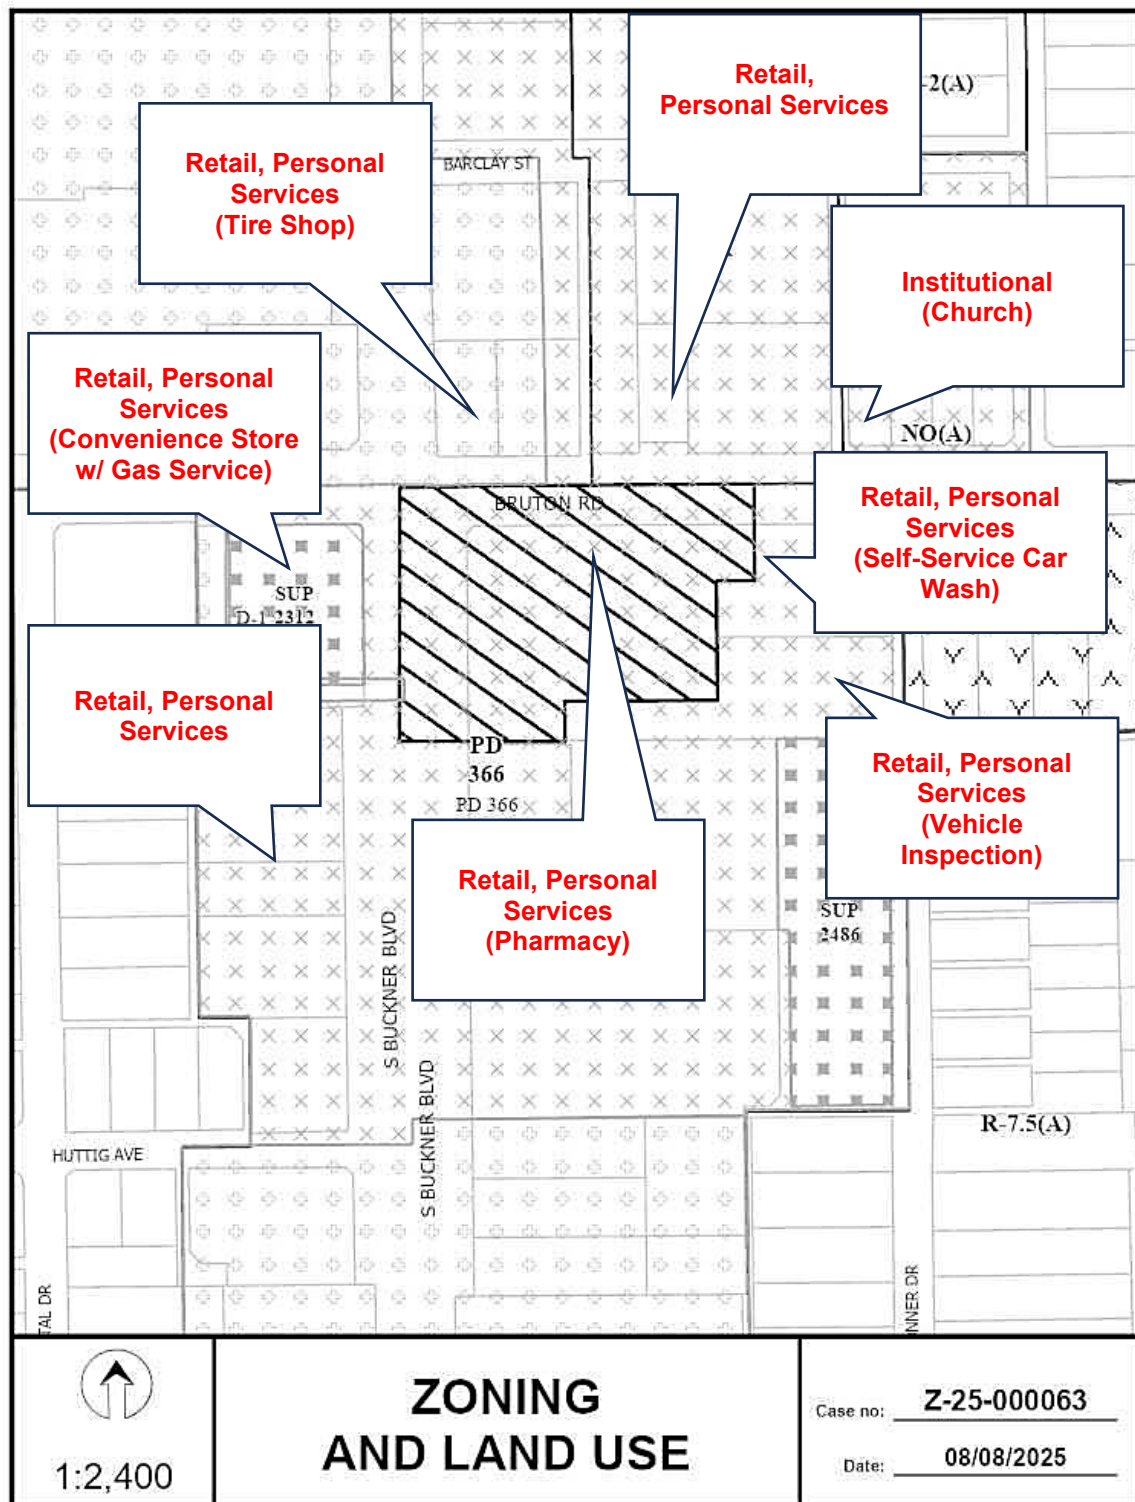 Retail,
Personal Services
-2(A)
Retail, Personal
Services
(Tire Shop)
BARCLAY ST
Institutional
(Church)
NO(A)
Retail, Personal
Services
(Convenience Store
w/ Gas Service)
BRUTON RD
Retail, Personal
Services
(Self-Service Car
Wash)
SUP
D-1 2312
Retail, Personal
Services
PD
366
PD 366
Retail, Personal
Services
(Vehicle
Inspection)
Retail, Personal
Services
(Pharmacy)
SUP
2486
S BUCKNER BLVD
S BUCKNER BLVD
R-7.5(A)
HUTTIG AVE
TAL DR
NNER DR
1:2,400
ZONING
AND LAND USE
Case no: Z-25-000063
Date: 08/08/2025